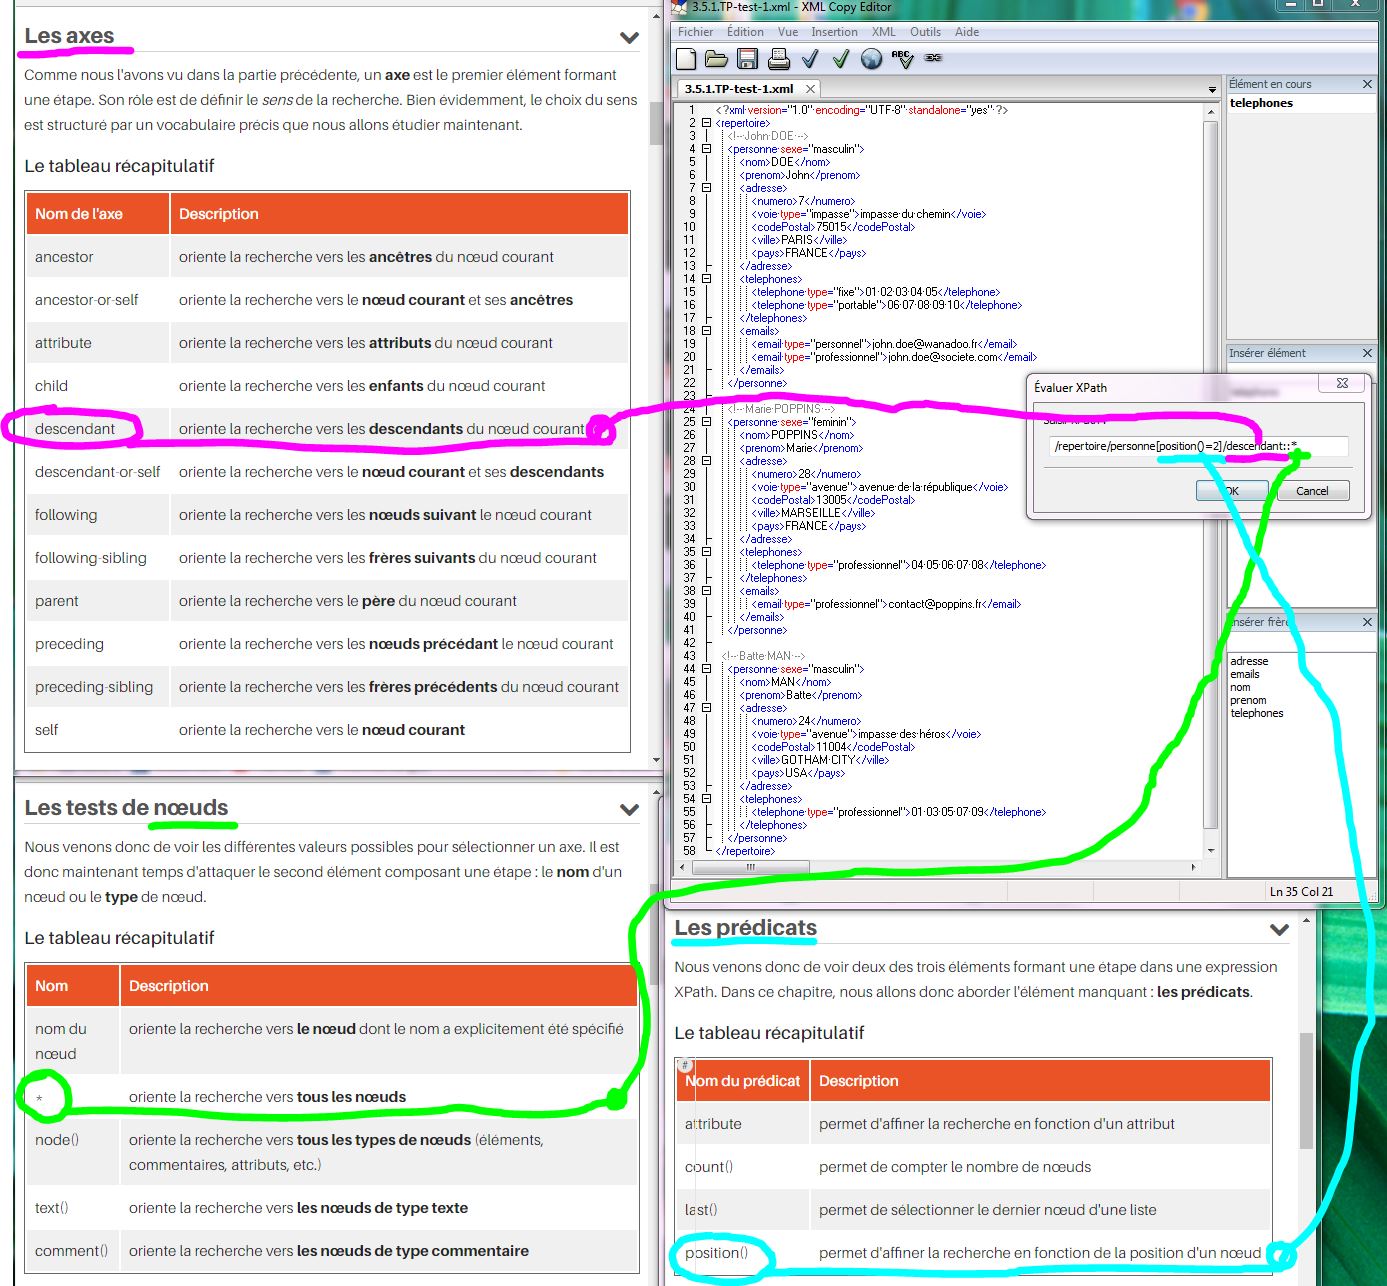 Les axes
Comme nous l'avons vu dans la partie précédente, un axe est le premier élément formant
une étape. Son rôle est de définir le sens de la recherche. Bien évidemment, le choix du sens
est structuré par un vocabulaire précis que nous allons étudier maintenant.
Le tableau récapitulatif
Nom de l'axe Description
ancestor oriente la recherche vers les ancêtres du nœud courant
ancestor-or-self oriente la recherche vers le nœud courant et ses ancêtres
attribute oriente la recherche vers les attributs du nœud courant
child oriente la recherche vers les enfants du nœud courant
descendant oriente la recherche vers les descendants du nœud courant
descendant-or-self oriente la recherche vers le nœud courant et ses descendants
following oriente la recherche vers les nœuds suivant le nœud courant
following-sibling oriente la recherche vers les frères suivants du nœud courant
parent oriente la recherche vers le père du nœud courant
preceding oriente la recherche vers les nœuds précédant le nœud courant
preceding-sibling oriente la recherche vers les frères précédents du nœud courant
self oriente la recherche vers le nœud courant
Les tests de nœuds
Nous venons donc de voir les différentes valeurs possibles pour sélectionner un axe. Il est
donc maintenant temps d'attaquer le second élément composant une étape : le nom d'un
nœud ou le type de nœud.
Le tableau récapitulatif
Nom Description
nom du nœud oriente la recherche vers le nœud dont le nom a explicitement été spécifié
* oriente la recherche vers tous les nœuds
node() oriente la recherche vers tous les types de nœuds (éléments,
commentaires, attributs, etc.)
text() oriente la recherche vers les nœuds de type texte
comment() oriente la recherche vers les nœuds de type commentaire
3.5.1.TP-test-1.xml - XML Copy Editor
Fichier Édition Vue Insertion XML Outils Aide
ABC
3.5.1.TP-test-1.xml
1 <?xml version="1.0" encoding="UTF-8" standalone="yes" ?>
2 <repertoire>
3 <!-- John DOE -->
4 <personne sexe="masculin">
5 <nom>DOE</nom>
6 <prenom>John</prenom>
7 <adresse>
8 <numero>7</numero>
9 <voie type="impasse">impasse du chemin</voie>
10 <codePostal>75015</codePostal>
11 <ville>PARIS</ville>
12 <pays>FRANCE</pays>
13 </adresse>
14 <telephones>
15 <telephone type="fixe">01 02 03 04 05</telephone>
16 <telephone type="portable">06 07 08 09 10</telephone>
17 </telephones>
18 <emails>
19 <email type="personnel">john.doe@wanadoo.fr</email>
20 <email type="professionnel">john.doe@societe.com</email>
21 </emails>
22 </personne>
23
24 <!-- Marie POPPINS -->
25 <personne sexe="feminin">
26 <nom>POPPINS</nom>
27 <prenom>Marie</prenom>
28 <adresse>
29 <numero>28</numero>
30 <voie type="avenue">avenue de la république</voie>
31 <codePostal>13005</codePostal>
32 <ville>MARSEILLE</ville>
33 <pays>FRANCE</pays>
34 </adresse>
35 <telephones>
36 <telephone type="professionnel">04 05 06 07 08</telephone>
37 </telephones>
38 <emails>
39 <email type="professionnel">contact@poppins.fr</email>
40 </emails>
41 </personne>
42
43 <!-- Batte MAN -->
44 <personne sexe="masculin">
45 <nom>MAN</nom>
46 <prenom>Batte</prenom>
47 <adresse>
48 <numero>24</numero>
49 <voie type="avenue">impasse des héros</voie>
50 <codePostal>11004</codePostal>
51 <ville>GOTHAM CITY</ville>
52 <pays>USA</pays>
53 </adresse>
54 <telephones>
55 <telephone type="professionnel">01 03 05 07 09</telephone>
56 </telephones>
57 </personne>
58 </repertoire>
Élément en cours
telephones
Insérer élément
Évaluer XPath
/repertoire/personne[position()=2]/descendant::*
OK Cancel
Insérer frère
adresse
emails
nom
prenom
telephones
Ln 35 Col 21
Les prédicats
Nous venons donc de voir deux des trois éléments formant une étape dans une expression
XPath. Dans ce chapitre, nous allons donc aborder l'élément manquant : les prédicats.
Le tableau récapitulatif
#
Nom du prédicat Description
attribute permet d'affiner la recherche en fonction d'un attribut
count() permet de compter le nombre de nœuds
last() permet de sélectionner le dernier nœud d'une liste
position() permet d'affiner la recherche en fonction de la position d'un nœud